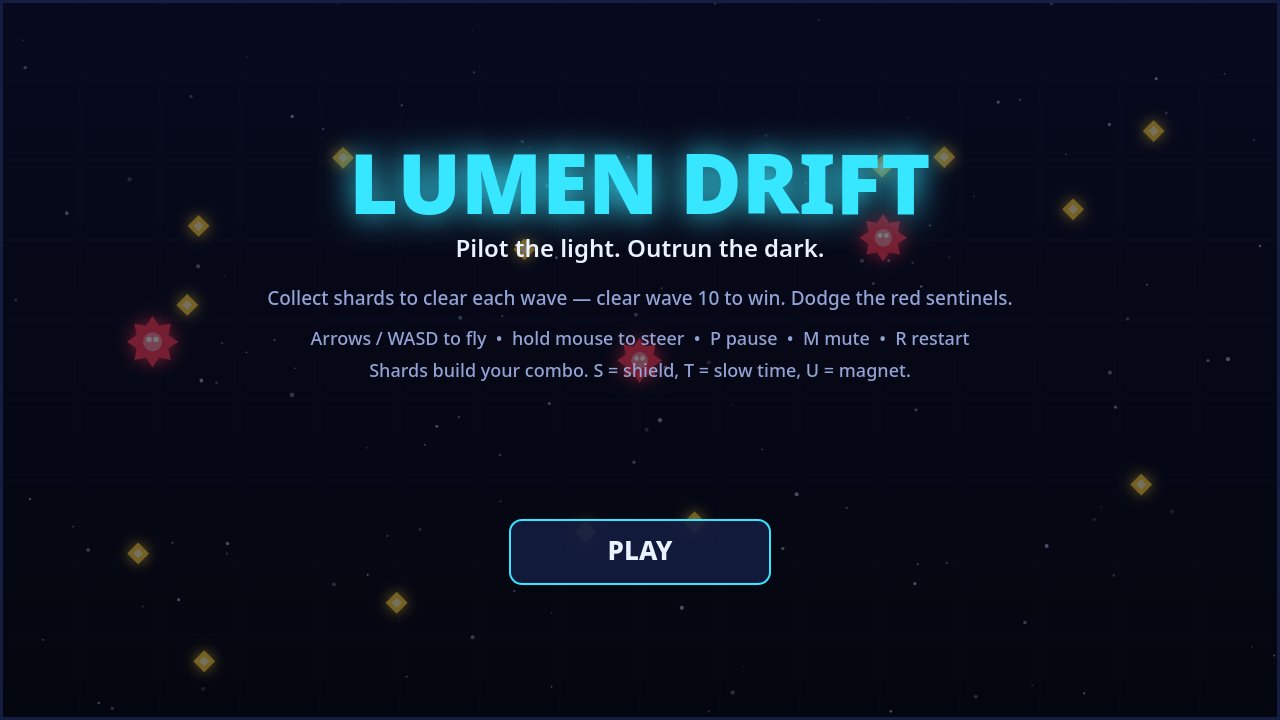 LUMEN DRIFT
Pilot the light. Outrun the dark.
Collect shards to clear each wave — clear wave 10 to win. Dodge the red sentinels.
Arrows / WASD to fly • hold mouse to steer • P pause • M mute • R restart
Shards build your combo. S = shield, T = slow time, U = magnet.
PLAY